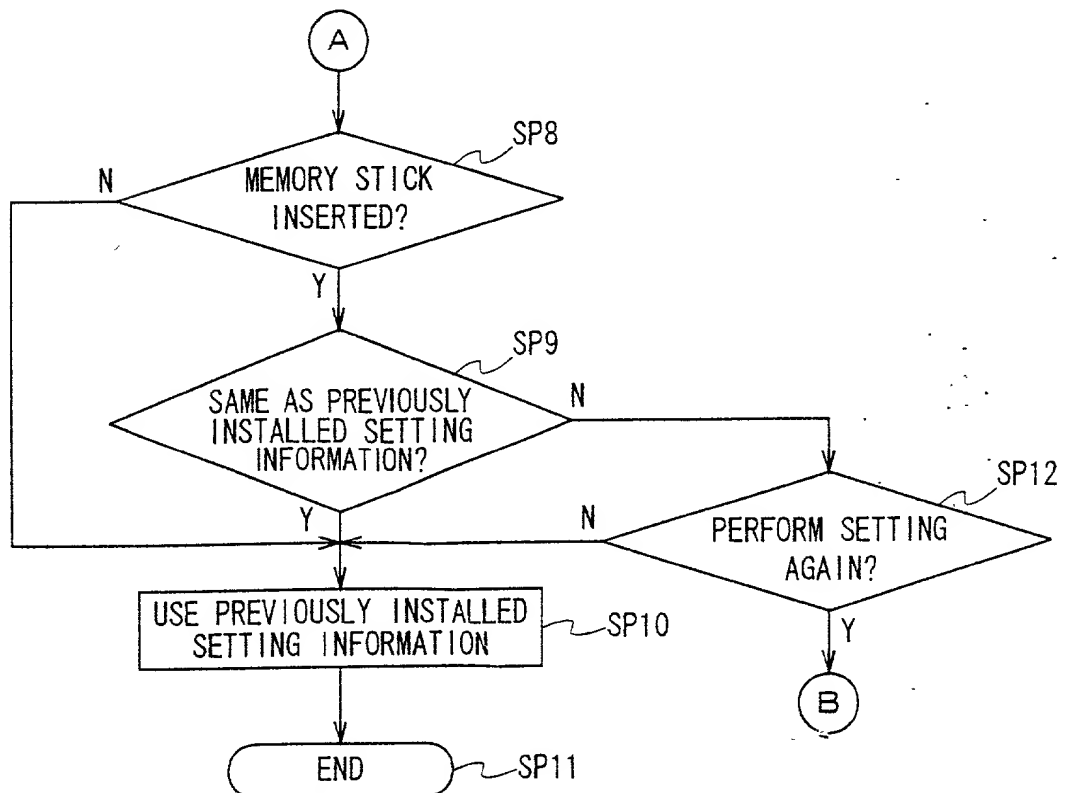 A
SP8
N
MEMORY STICK
INSERTED?
Y
SP9
N
SAME AS PREVIOUSLY
INSTALLED SETTING
INFORMATION?
SP12
Y
N
PERFORM SETTING
AGAIN?
USE PREVIOUSLY INSTALLED
SETTING INFORMATION
SP10
Y
B
END
SP11